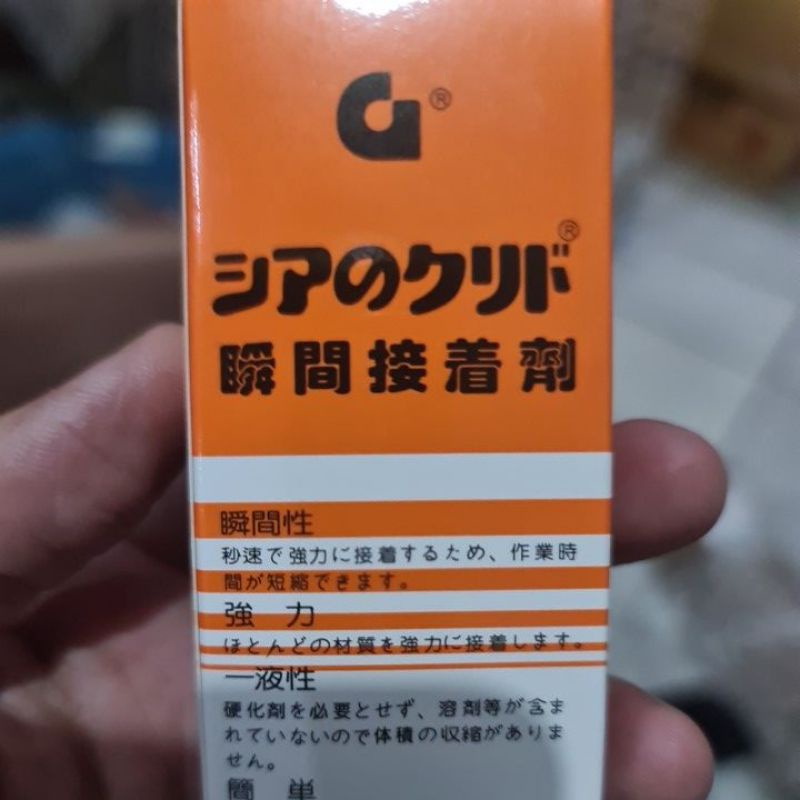 ®
シアのクリド®
瞬間接着剤
瞬間性
秒速で強力に接着するため、作業時
間が短縮できます。
強 力
ほとんどの材質を強力に接着します。
一液性
硬化剤を必要とせず、溶剤等が含ま
れていないので体積の収縮がありま
せん。
簡 単